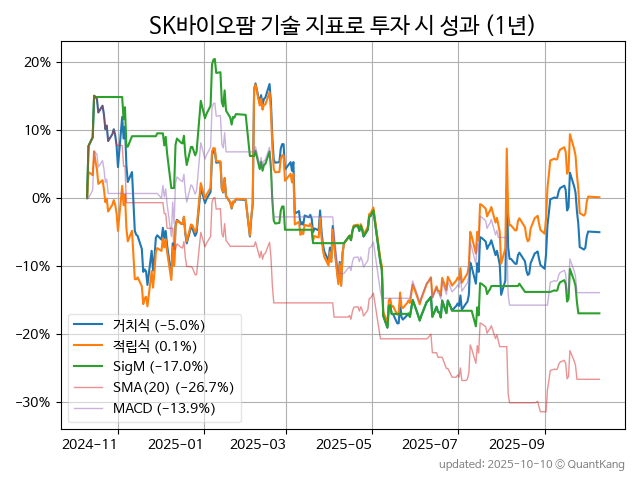 SK바이오팜 기술 지표로 투자 시 성과 (1년)
20%
10%
0%
−10%
−20%
−30%
거치식 (−5.0%)
적립식 (0.1%)
SigM (−17.0%)
SMA(20) (−26.7%)
MACD (−13.9%)
2024−11
2025−01
2025−03
2025−05
2025−07
2025−09
updated: 2025-10-10 © QuantKang